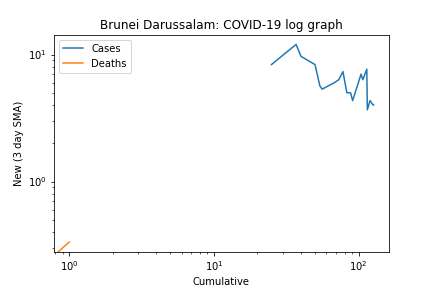 Brunei Darussalam: COVID-19 log graph
Cases
Deaths
New (3 day SMA)
10¹
10⁰
10⁰
10¹
10²
Cumulative